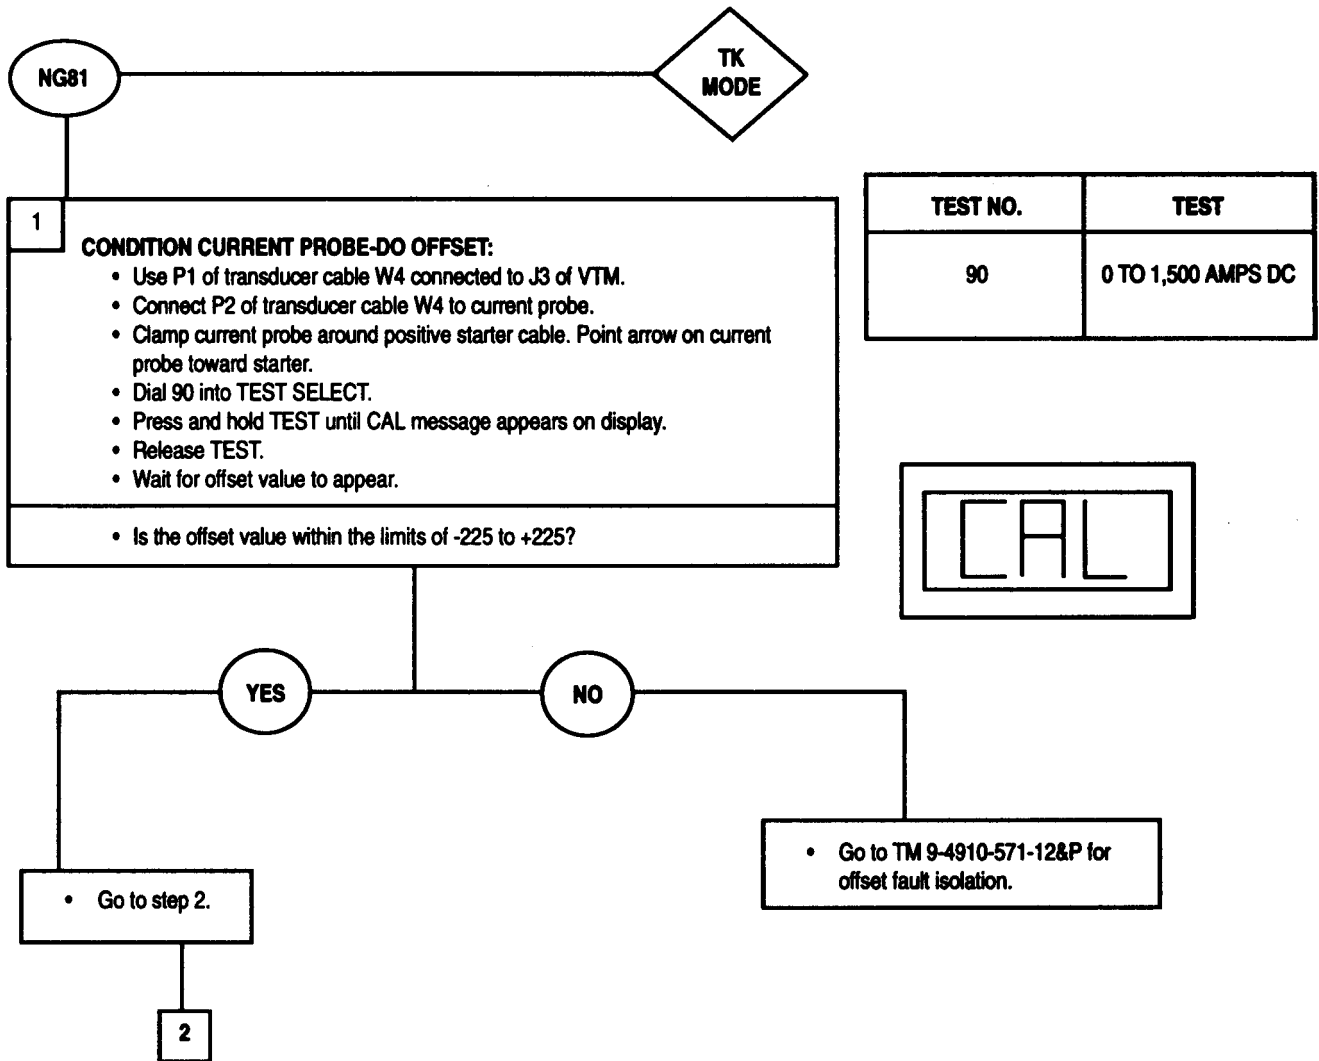 NG81
TK
MODE
1
CONDITION CURRENT PROBE-DO OFFSET:
• Use P1 of transducer cable W4 connected to J3 of VTM.
• Connect P2 of transducer cable W4 to current probe.
• Clamp current probe around positive starter cable. Point arrow on current
probe toward starter.
• Dial 90 into TEST SELECT.
• Press and hold TEST until CAL message appears on display.
• Release TEST.
• Wait for offset value to appear.
• Is the offset value within the limits of -225 to +225?
TEST NO. TEST
90 0 TO 1,500 AMPS DC
CAL
YES
NO
• Go to step 2.
• Go to TM 9-4910-571-12&P for
offset fault isolation.
2